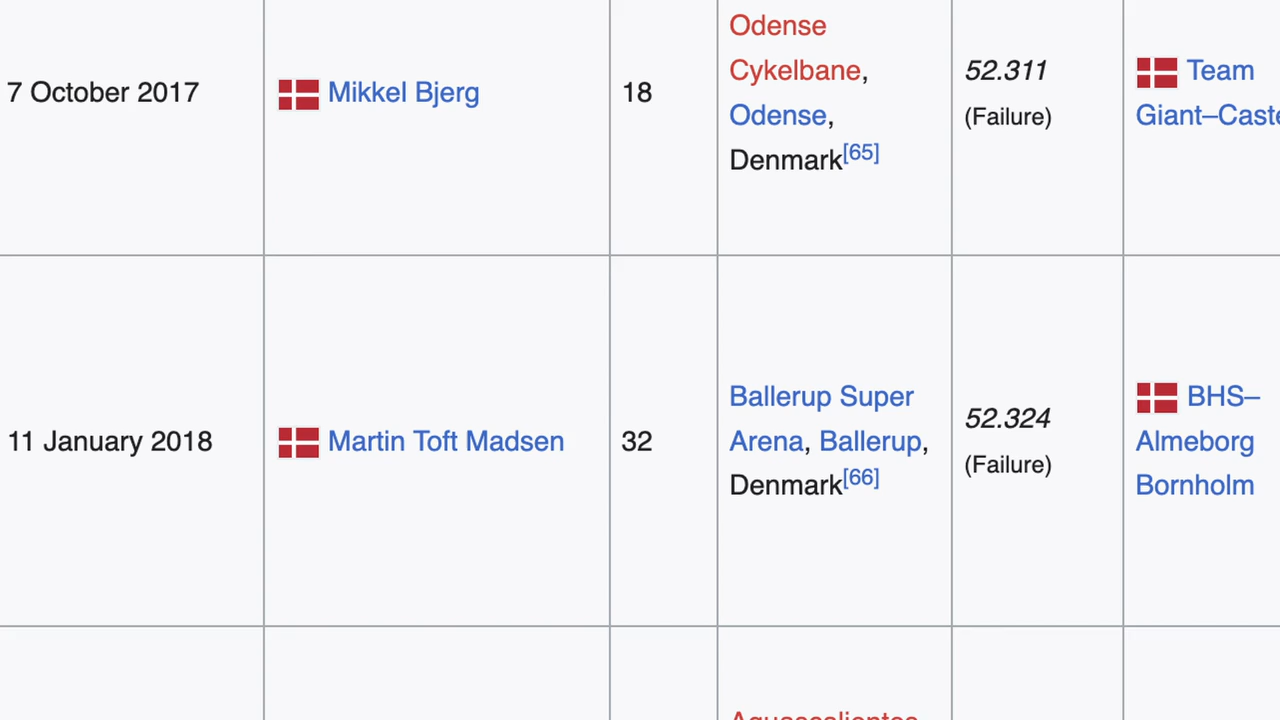 7 October 2017
Mikkel Bjerg
18
Odense
Cykelbane,
Odense,
Denmark[65]
52.311
(Failure)
Team
11 January 2018
Martin Toft Madsen
32
Ballerup Super
Arena, Ballerup,
Denmark[66]
52.324
(Failure)
BHS–
Almeborg
Bornholm